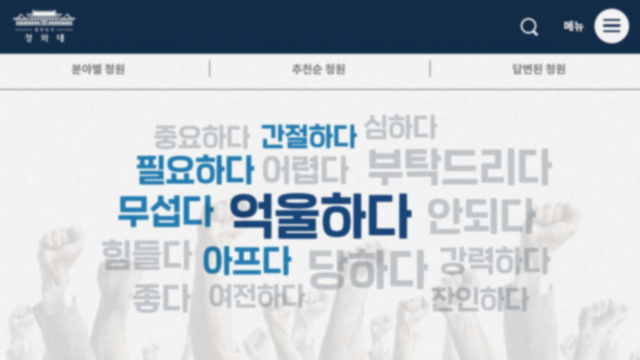 청와대
메뉴
분야별 청원 추천순 청원 답변된 청원
중요하다 간절하다 심하다
필요하다 어렵다 부탁드리다
무섭다 억울하다 안되다
힘들다 아프다 당하다 강력하다
좋다 여전하다 잔인하다